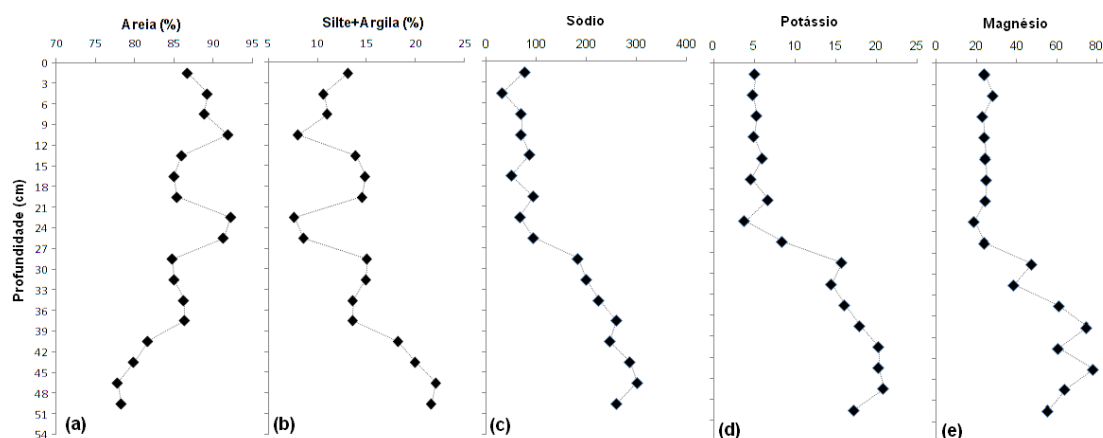 Areia (%)
70 75 80 85 90 95
Silte+Argila (%)
5 10 15 20 25
Sódio
0 100 200 300 400
Potássio
0 5 10 15 20 25
Magnésio
0 20 40 60 80
Profundidade (cm)
0
3
6
9
12
15
18
21
24
27
30
33
36
39
42
45
48
51
54
(a)
(b)
(c)
(d)
(e)